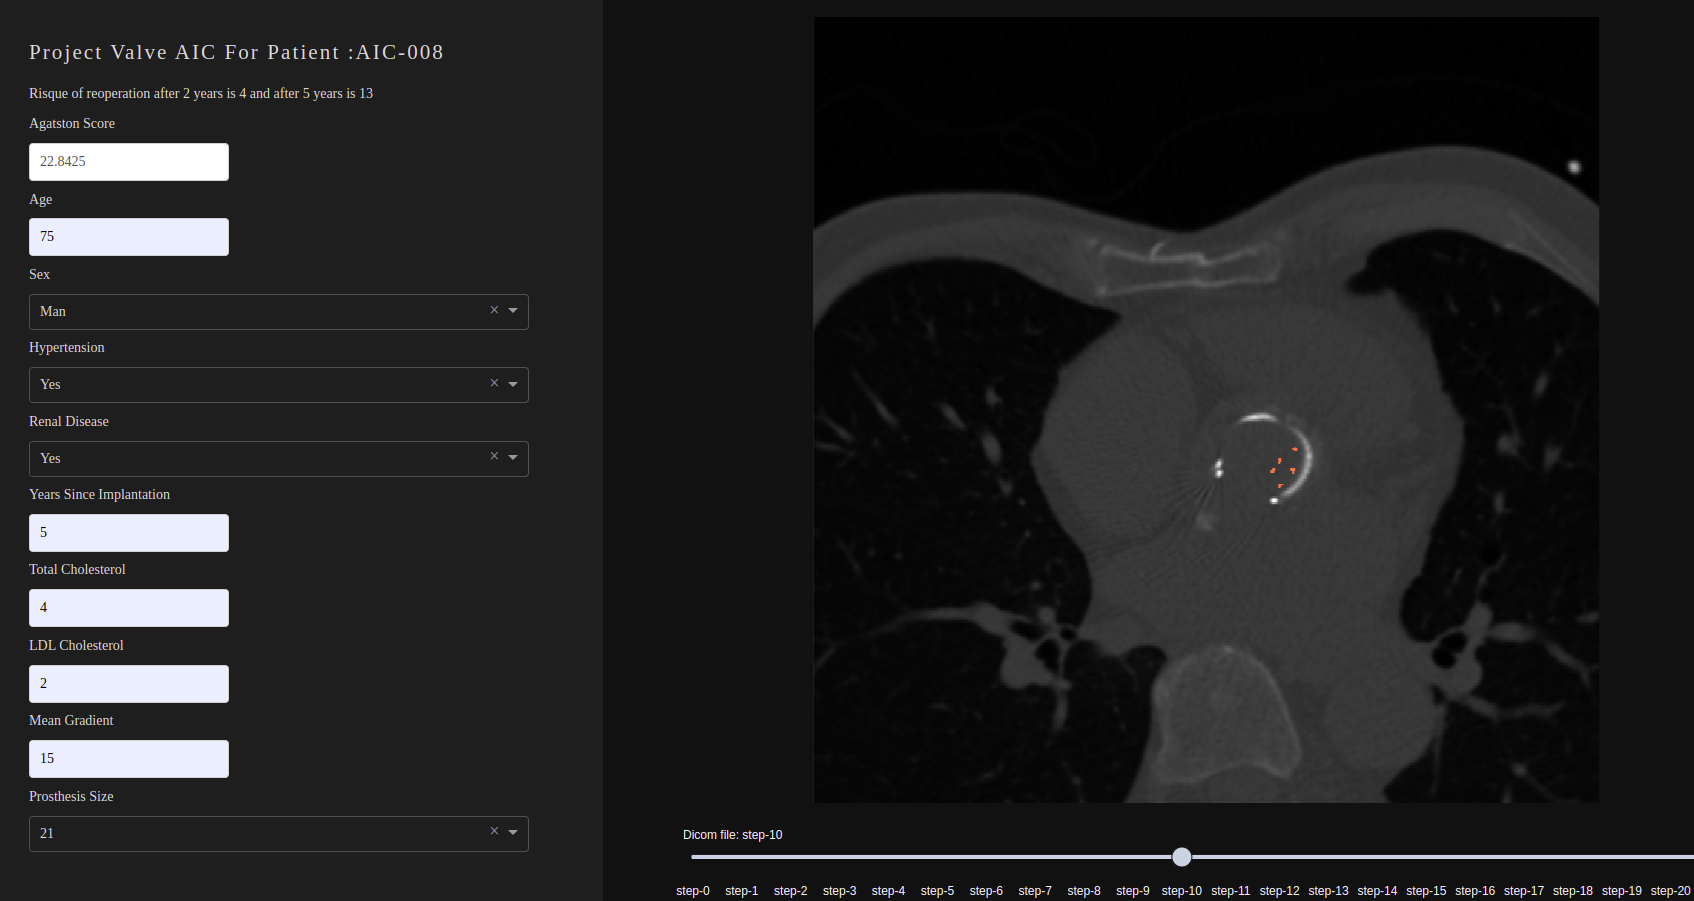 Project Valve AIC For Patient :AIC-008
Risque of reoperation after 2 years is 4 and after 5 years is 13
Agatston Score
22.8425
Age
75
Sex
Man
Hypertension
Yes
Renal Disease
Yes
Years Since Implantation
5
Total Cholesterol
4
LDL Cholesterol
2
Mean Gradient
15
Prosthesis Size
21
Dicom file: step-10
step-0 step-1 step-2 step-3 step-4 step-5 step-6 step-7 step-8 step-9 step-10 step-11 step-12 step-13 step-14 step-15 step-16 step-17 step-18 step-19 step-20